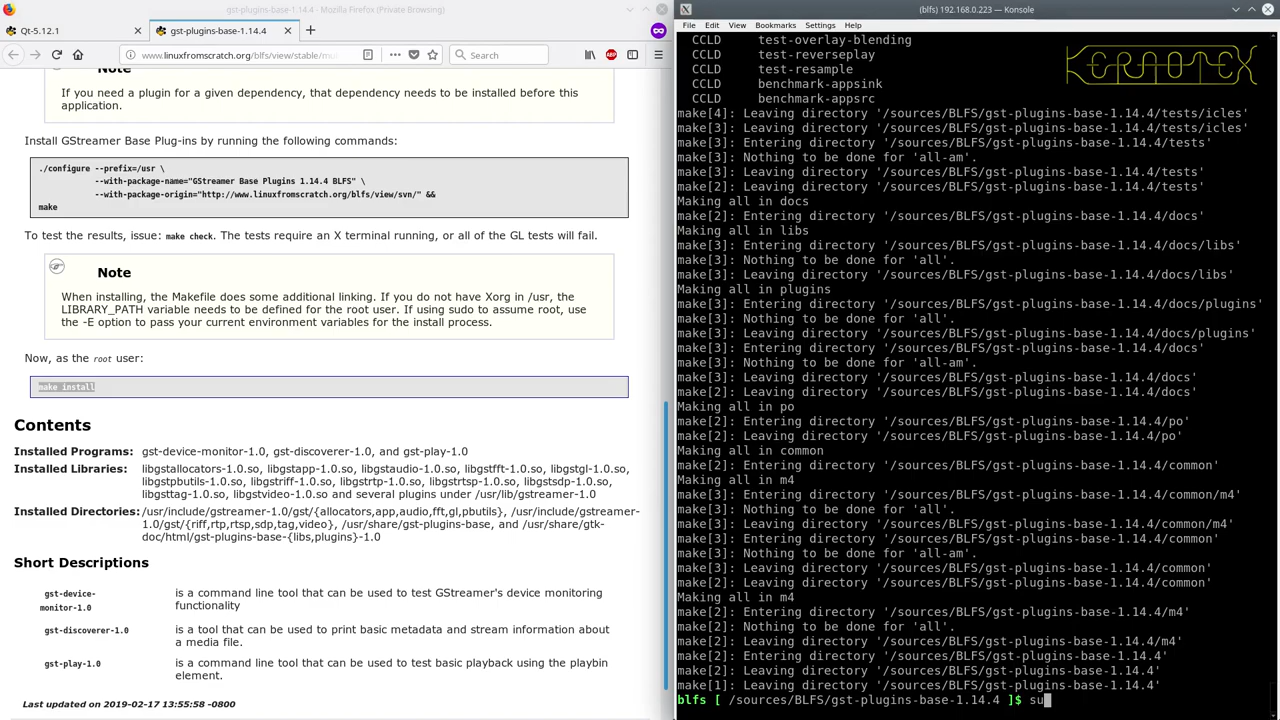 gst-plugins-base-1.14.4 - Mozilla Firefox (Private Browsing)
Qt-5.12.1
gst-plugins-base-1.14.4
www.linuxfromscratch.org/blfs/view/stable/mu
Search
Note
If you need a plugin for a given dependency, that dependency needs to be installed before this
application.
Install GStreamer Base Plug-ins by running the following commands:
./configure --prefix=/usr \
--with-package-name="GStreamer Base Plugins 1.14.4 BLFS" \
--with-package-origin="http://www.linuxfromscratch.org/blfs/view/svn/" &&
make
To test the results, issue: make check. The tests require an X terminal running, or all of the GL tests will fail.
Note
When installing, the Makefile does some additional linking. If you do not have Xorg in /usr, the
LIBRARY_PATH variable needs to be defined for the root user. If using sudo to assume root, use
the -E option to pass your current environment variables for the install process.
Now, as the root user:
make install
Contents
Installed Programs: gst-device-monitor-1.0, gst-discoverer-1.0, and gst-play-1.0
Installed Libraries: libgstallocators-1.0.so, libgstapp-1.0.so, libgstaudio-1.0.so, libgstfft-1.0.so, libgstgl-1.0.so,
libgstpbutils-1.0.so, libgstriff-1.0.so, libgstrtp-1.0.so, libgstrtsp-1.0.so, libgstsdp-1.0.so,
libgsttag-1.0.so, libgstvideo-1.0.so and several plugins under /usr/lib/gstreamer-1.0
Installed Directories: /usr/include/gstreamer-1.0/gst/{allocators,app,audio,fft,gl,pbutils}, /usr/include/gstreamer-
1.0/gst/{riff,rtp,rtsp,sdp,tag,video}, /usr/share/gst-plugins-base, and /usr/share/gtk-
doc/html/gst-plugins-base-{libs,plugins}-1.0
Short Descriptions
gst-device-
monitor-1.0
is a command line tool that can be used to test GStreamer's device monitoring
functionality
gst-discoverer-1.0
is a tool that can be used to print basic metadata and stream information about
a media file.
gst-play-1.0
is a command line tool that can be used to test basic playback using the playbin
element.
Last updated on 2019-02-17 13:55:58 -0800
(blfs) 192.168.0.223 — Konsole
File Edit View Bookmarks Settings Help
KERNOTEX
CCLD test-overlay-blending
CCLD test-reverseplay
CCLD test-resample
CCLD benchmark-appsink
CCLD benchmark-appsrc
make[4]: Leaving directory '/sources/BLFS/gst-plugins-base-1.14.4/tests/icles'
make[3]: Leaving directory '/sources/BLFS/gst-plugins-base-1.14.4/tests/icles'
make[3]: Entering directory '/sources/BLFS/gst-plugins-base-1.14.4/tests'
make[3]: Nothing to be done for 'all-am'.
make[3]: Leaving directory '/sources/BLFS/gst-plugins-base-1.14.4/tests'
make[2]: Leaving directory '/sources/BLFS/gst-plugins-base-1.14.4/tests'
Making all in docs
make[2]: Entering directory '/sources/BLFS/gst-plugins-base-1.14.4/docs'
Making all in libs
make[3]: Entering directory '/sources/BLFS/gst-plugins-base-1.14.4/docs/libs'
make[3]: Nothing to be done for 'all'.
make[3]: Leaving directory '/sources/BLFS/gst-plugins-base-1.14.4/docs/libs'
Making all in plugins
make[3]: Entering directory '/sources/BLFS/gst-plugins-base-1.14.4/docs/plugins'
make[3]: Nothing to be done for 'all'.
make[3]: Leaving directory '/sources/BLFS/gst-plugins-base-1.14.4/docs/plugins'
make[3]: Entering directory '/sources/BLFS/gst-plugins-base-1.14.4/docs'
make[3]: Nothing to be done for 'all-am'.
make[3]: Leaving directory '/sources/BLFS/gst-plugins-base-1.14.4/docs'
make[2]: Leaving directory '/sources/BLFS/gst-plugins-base-1.14.4/docs'
Making all in po
make[2]: Entering directory '/sources/BLFS/gst-plugins-base-1.14.4/po'
make[2]: Leaving directory '/sources/BLFS/gst-plugins-base-1.14.4/po'
Making all in common
make[2]: Entering directory '/sources/BLFS/gst-plugins-base-1.14.4/common'
Making all in m4
make[3]: Entering directory '/sources/BLFS/gst-plugins-base-1.14.4/common/m4'
make[3]: Nothing to be done for 'all'.
make[3]: Leaving directory '/sources/BLFS/gst-plugins-base-1.14.4/common/m4'
make[3]: Entering directory '/sources/BLFS/gst-plugins-base-1.14.4/common'
make[3]: Nothing to be done for 'all-am'.
make[3]: Leaving directory '/sources/BLFS/gst-plugins-base-1.14.4/common'
make[2]: Leaving directory '/sources/BLFS/gst-plugins-base-1.14.4/common'
Making all in m4
make[2]: Entering directory '/sources/BLFS/gst-plugins-base-1.14.4/m4'
make[2]: Nothing to be done for 'all'.
make[2]: Leaving directory '/sources/BLFS/gst-plugins-base-1.14.4/m4'
make[2]: Entering directory '/sources/BLFS/gst-plugins-base-1.14.4'
make[2]: Leaving directory '/sources/BLFS/gst-plugins-base-1.14.4'
make[1]: Leaving directory '/sources/BLFS/gst-plugins-base-1.14.4'
blfs [ /sources/BLFS/gst-plugins-base-1.14.4 ]$ su